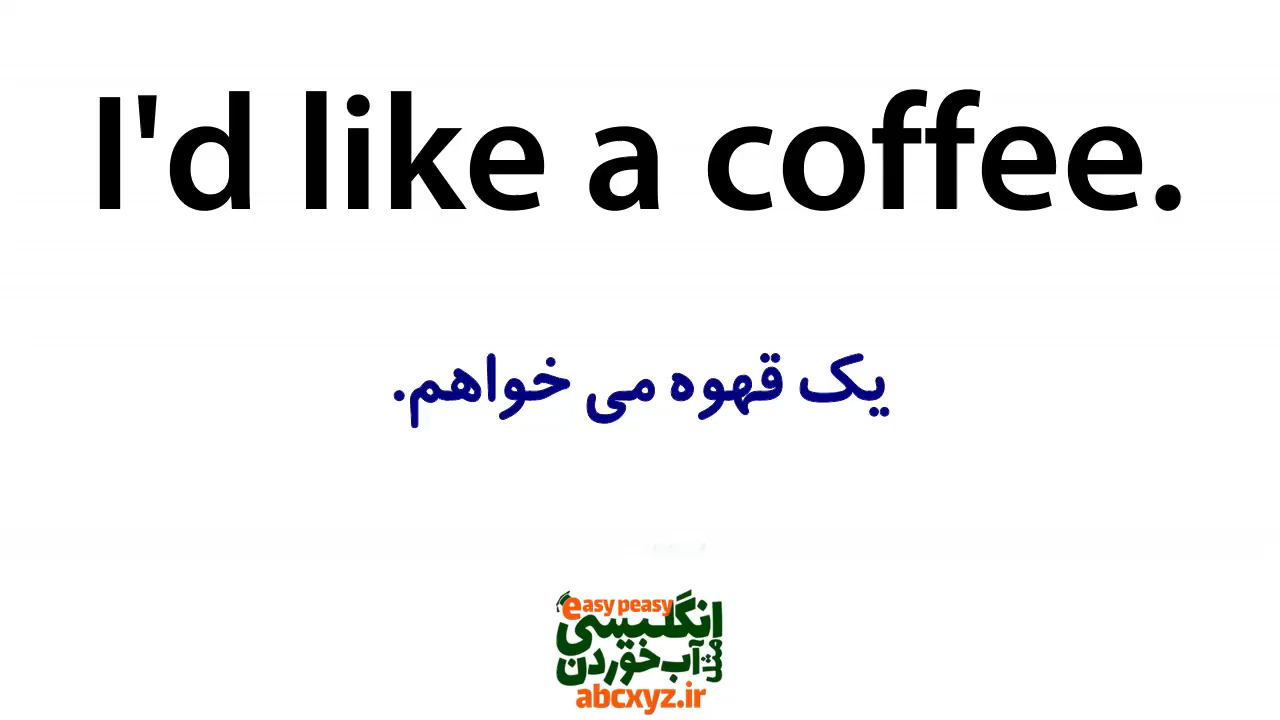 I'd like a coffee.
یک قهوه می خواهم.
easy peasy
انگلیسی
مثل آب خوردن
abcxyz.ir